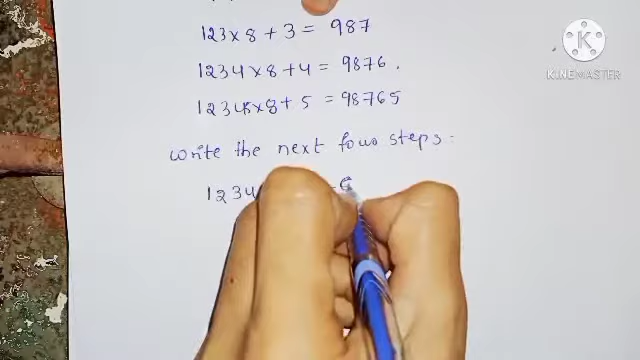 123 x 8 + 3 = 987
1234 x 8 + 4 = 9876.
12345 x 8 + 5 = 98765
write the next four steps -
1234
KINEMASTER